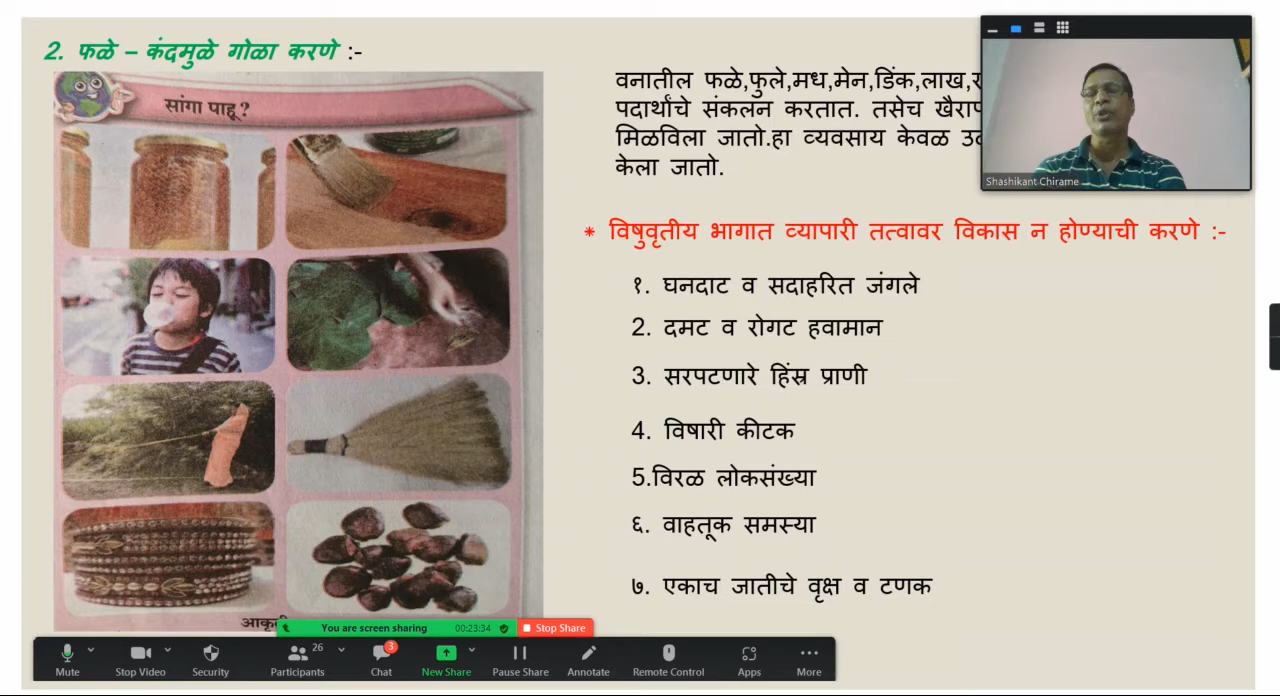 2. फळे – कंदमुळे गोळा करणे :-
सांगा पाहू?
वनातील फळे,फुले,मध,मेन,डिंक,लाख,
पदार्थांचे संकलन करतात. तसेच
मिळविला जातो.हा व्यवसाय केवळ
केला जातो.
Shashikant Chirame
* विषुवृतीय भागात व्यापारी तत्वावर विकास न होण्याची करणे :-
१. घनदाट व सदाहरित जंगले
2. दमट व रोगट हवामान
3. सरपटणारे हिंस्र प्राणी
4. विषारी कीटक
5.विरळ लोकसंख्या
६. वाहतूक समस्या
७. एकाच जातीचे वृक्ष व टणक
You are screen sharing 00:23:34 Stop Share
Mute Stop Video Security Participants 26 Chat 3 New Share Pause Share Annotate Remote Control Apps More